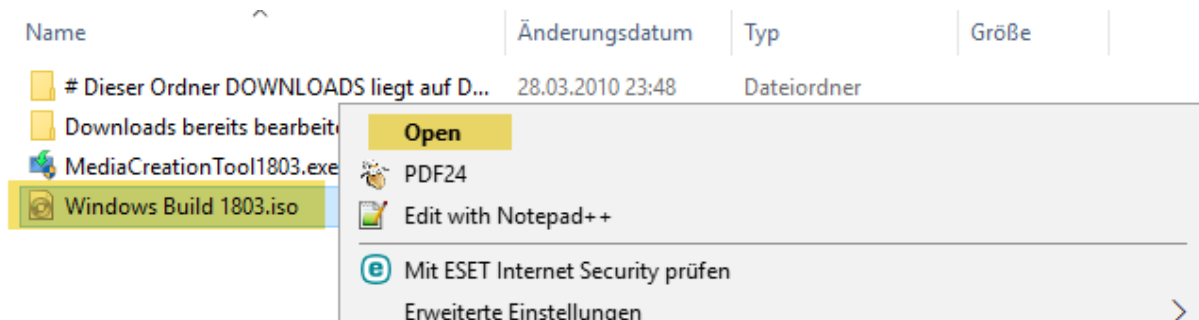 Name Änderungsdatum Typ Größe
# Dieser Ordner DOWNLOADS liegt auf D... 28.03.2010 23:48 Dateiordner
Downloads bereits
Open
MediaCreationTool1803.exe
PDF24
Windows Build 1803.iso
Edit with Notepad++
Mit ESET Internet Security prüfen
Erweiterte Einstellungen